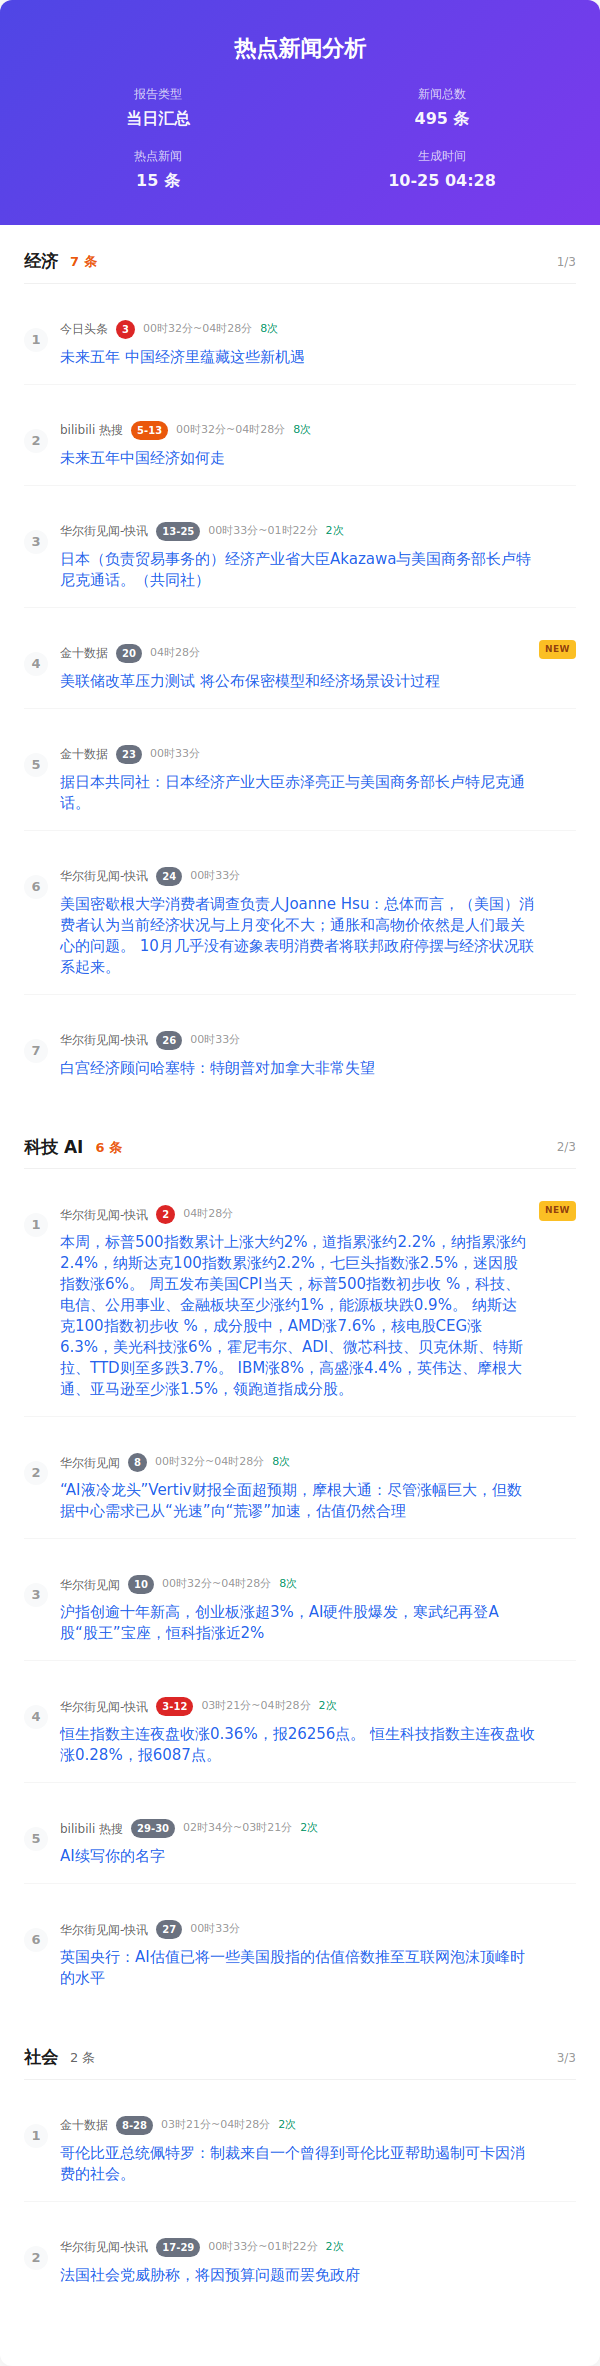 热点新闻分析
报告类型
当日汇总
新闻总数
495 条
热点新闻
15 条
生成时间
10-25 04:28
经济 7 条 1/3
1
今日头条 3 00时32分~04时28分 8次
未来五年 中国经济里蕴藏这些新机遇
2
bilibili 热搜 5-13 00时32分~04时28分 8次
未来五年中国经济如何走
3
华尔街见闻-快讯 13-25 00时33分~01时22分 2次
日本（负责贸易事务的）经济产业省大臣Akazawa与美国商务部长卢特
尼克通话。（共同社）
4
金十数据 20 04时28分 NEW
美联储改革压力测试 将公布保密模型和经济场景设计过程
5
金十数据 23 00时33分
据日本共同社：日本经济产业大臣赤泽亮正与美国商务部长卢特尼克通
话。
6
华尔街见闻-快讯 24 00时33分
美国密歇根大学消费者调查负责人Joanne Hsu：总体而言，（美国）消
费者认为当前经济状况与上月变化不大；通胀和高物价依然是人们最关
心的问题。 10月几乎没有迹象表明消费者将联邦政府停摆与经济状况联
系起来。
7
华尔街见闻-快讯 26 00时33分
白宫经济顾问哈塞特：特朗普对加拿大非常失望
科技 AI 6 条 2/3
1
华尔街见闻-快讯 2 04时28分 NEW
本周，标普500指数累计上涨大约2%，道指累涨约2.2%，纳指累涨约
2.4%，纳斯达克100指数累涨约2.2%，七巨头指数涨2.5%，迷因股
指数涨6%。 周五发布美国CPI当天，标普500指数初步收 %，科技、
电信、公用事业、金融板块至少涨约1%，能源板块跌0.9%。 纳斯达
克100指数初步收 %，成分股中，AMD涨7.6%，核电股CEG涨
6.3%，美光科技涨6%，霍尼韦尔、ADI、微芯科技、贝克休斯、特斯
拉、TTD则至多跌3.7%。 IBM涨8%，高盛涨4.4%，英伟达、摩根大
通、亚马逊至少涨1.5%，领跑道指成分股。
2
华尔街见闻 8 00时32分~04时28分 8次
“AI液冷龙头”Vertiv财报全面超预期，摩根大通：尽管涨幅巨大，但数
据中心需求已从“光速”向“荒谬”加速，估值仍然合理
3
华尔街见闻 10 00时32分~04时28分 8次
沪指创逾十年新高，创业板涨超3%，AI硬件股爆发，寒武纪再登A
股“股王”宝座，恒科指涨近2%
4
华尔街见闻-快讯 3-12 03时21分~04时28分 2次
恒生指数主连夜盘收涨0.36%，报26256点。 恒生科技指数主连夜盘收
涨0.28%，报6087点。
5
bilibili 热搜 29-30 02时34分~03时21分 2次
AI续写你的名字
6
华尔街见闻-快讯 27 00时33分
英国央行：AI估值已将一些美国股指的估值倍数推至互联网泡沫顶峰时
的水平
社会 2 条 3/3
1
金十数据 8-28 03时21分~04时28分 2次
哥伦比亚总统佩特罗：制裁来自一个曾得到哥伦比亚帮助遏制可卡因消
费的社会。
2
华尔街见闻-快讯 17-29 00时33分~01时22分 2次
法国社会党威胁称，将因预算问题而罢免政府